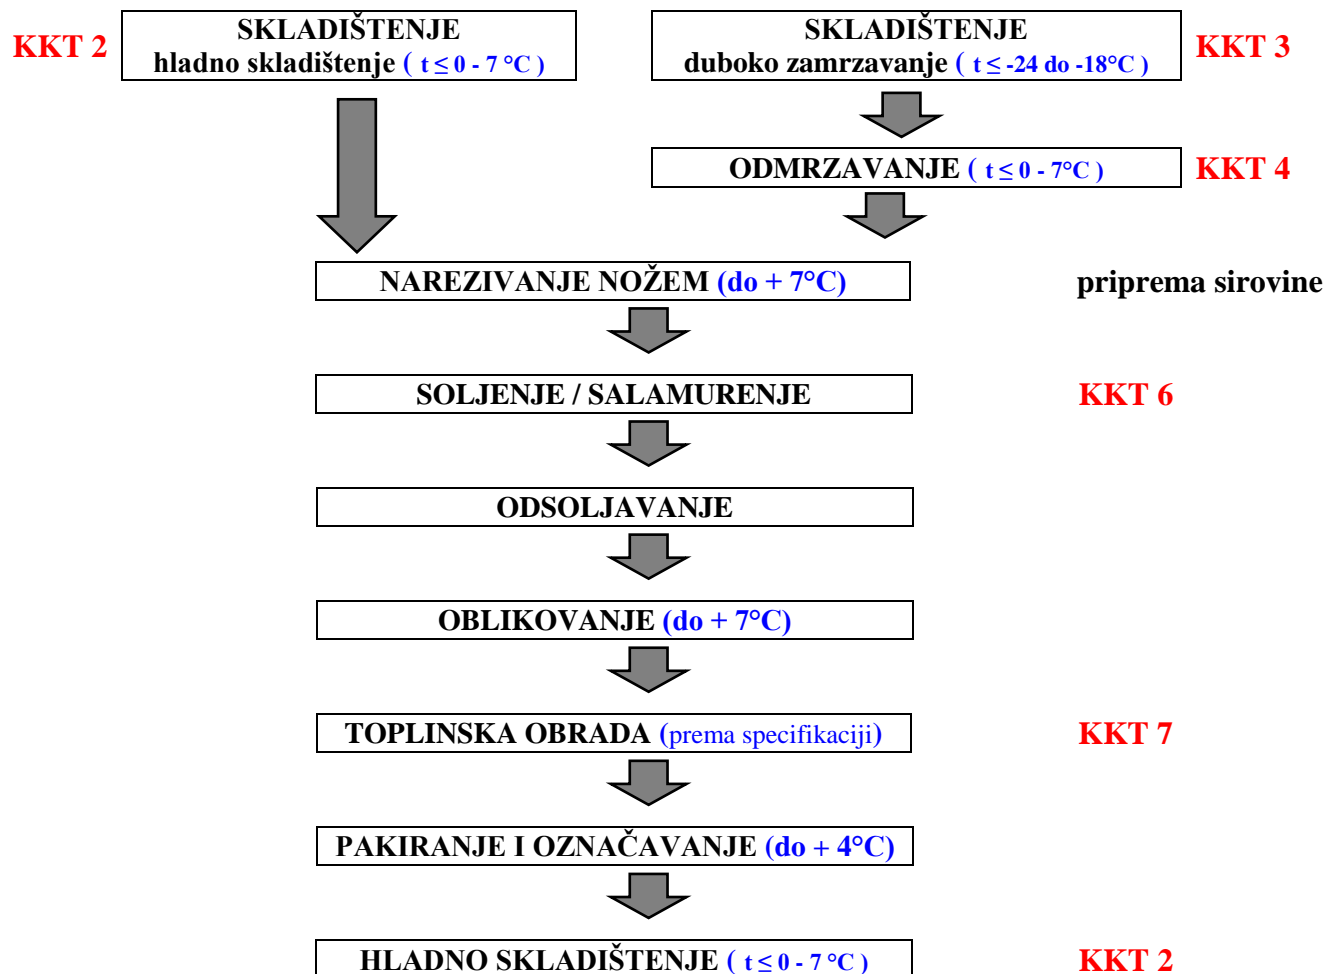 KKT 2
SKLADIŠTENJE
hladno skladištenje ( t ≤ 0 - 7 °C )
SKLADIŠTENJE
duboko zamrzavanje ( t ≤ -24 do -18°C )
KKT 3
ODMRZAVANJE ( t ≤ 0 - 7°C )
KKT 4
NAREZIVANJE NOŽEM (do + 7°C)
priprema sirovine
SOLJENJE / SALAMURENJE
KKT 6
ODSOLJAVANJE
OBLIKOVANJE (do + 7°C)
TOPLINSKA OBRADA (prema specifikaciji)
KKT 7
PAKIRANJE I OZNAČAVANJE (do + 4°C)
HLADNO SKLADIŠTENJE ( t ≤ 0 - 7 °C )
KKT 2